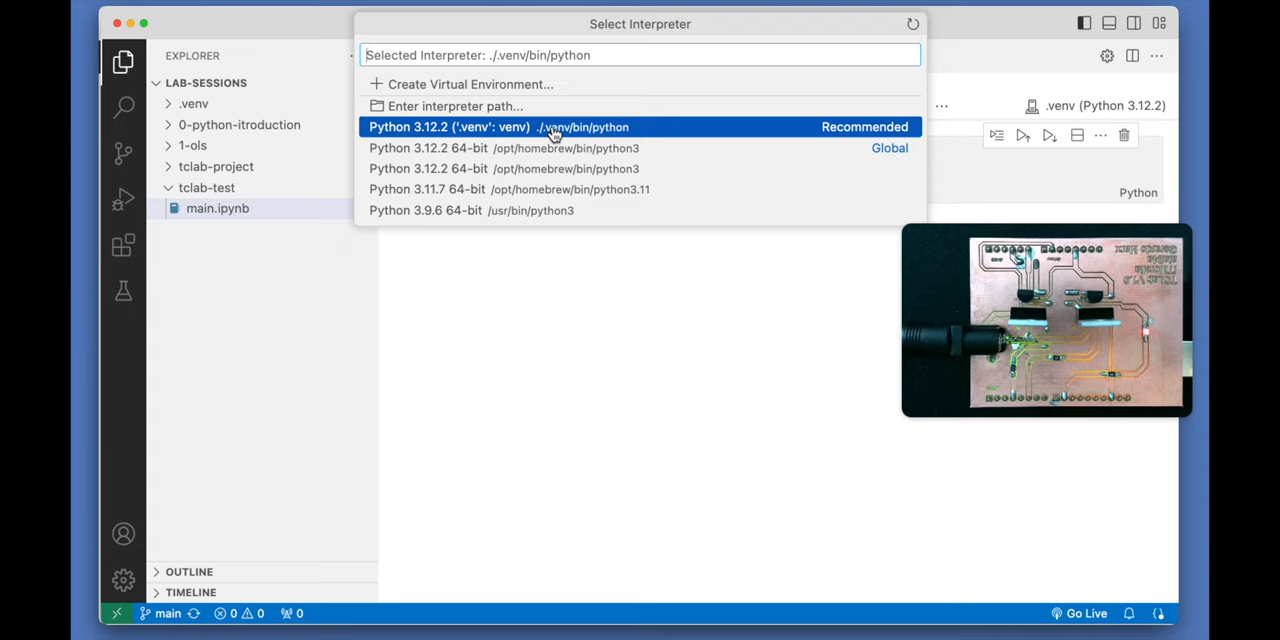 Select Interpreter
Selected Interpreter: ./.venv/bin/python
Create Virtual Environment...
Enter interpreter path...
Python 3.12.2 ('.venv': venv) ./.venv/bin/python Recommended
Python 3.12.2 64-bit /opt/homebrew/bin/python3 Global
Python 3.12.2 64-bit /opt/homebrew/bin/python3
Python 3.11.7 64-bit /opt/homebrew/bin/python3.11
Python 3.9.6 64-bit /usr/bin/python3
EXPLORER
LAB-SESSIONS
.venv
0-python-itroduction
1-ols
tclab-project
tclab-test
main.ipynb
.venv (Python 3.12.2)
Python
OUTLINE
TIMELINE
main
0
0
0
Go Live